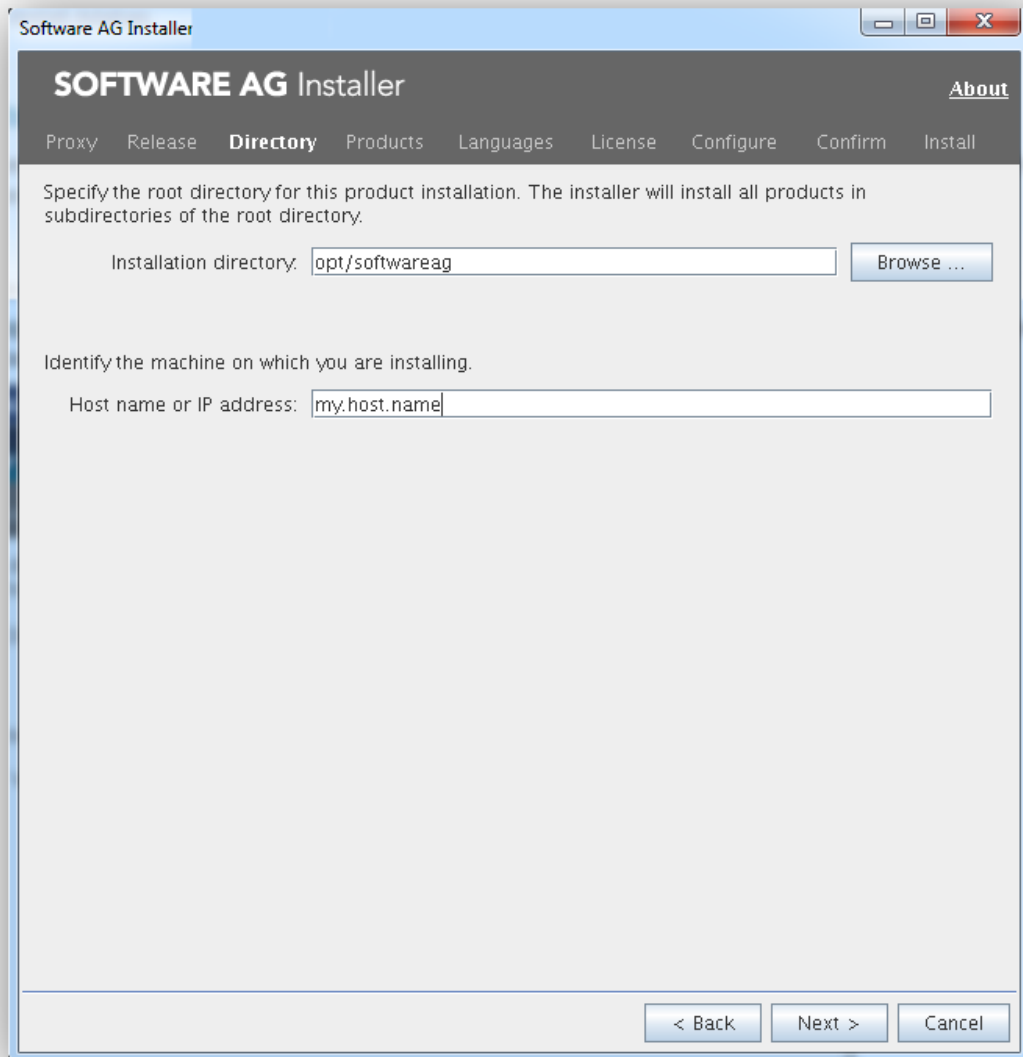 Software AG Installer
SOFTWARE AG Installer
About
Proxy Release Directory Products Languages License Configure Confirm Install
Specify the root directory for this product installation. The installer will install all products in
subdirectories of the root directory.
Installation directory: opt/softwareag Browse ...
Identify the machine on which you are installing.
Host name or IP address: my.host.name
< Back Next > Cancel